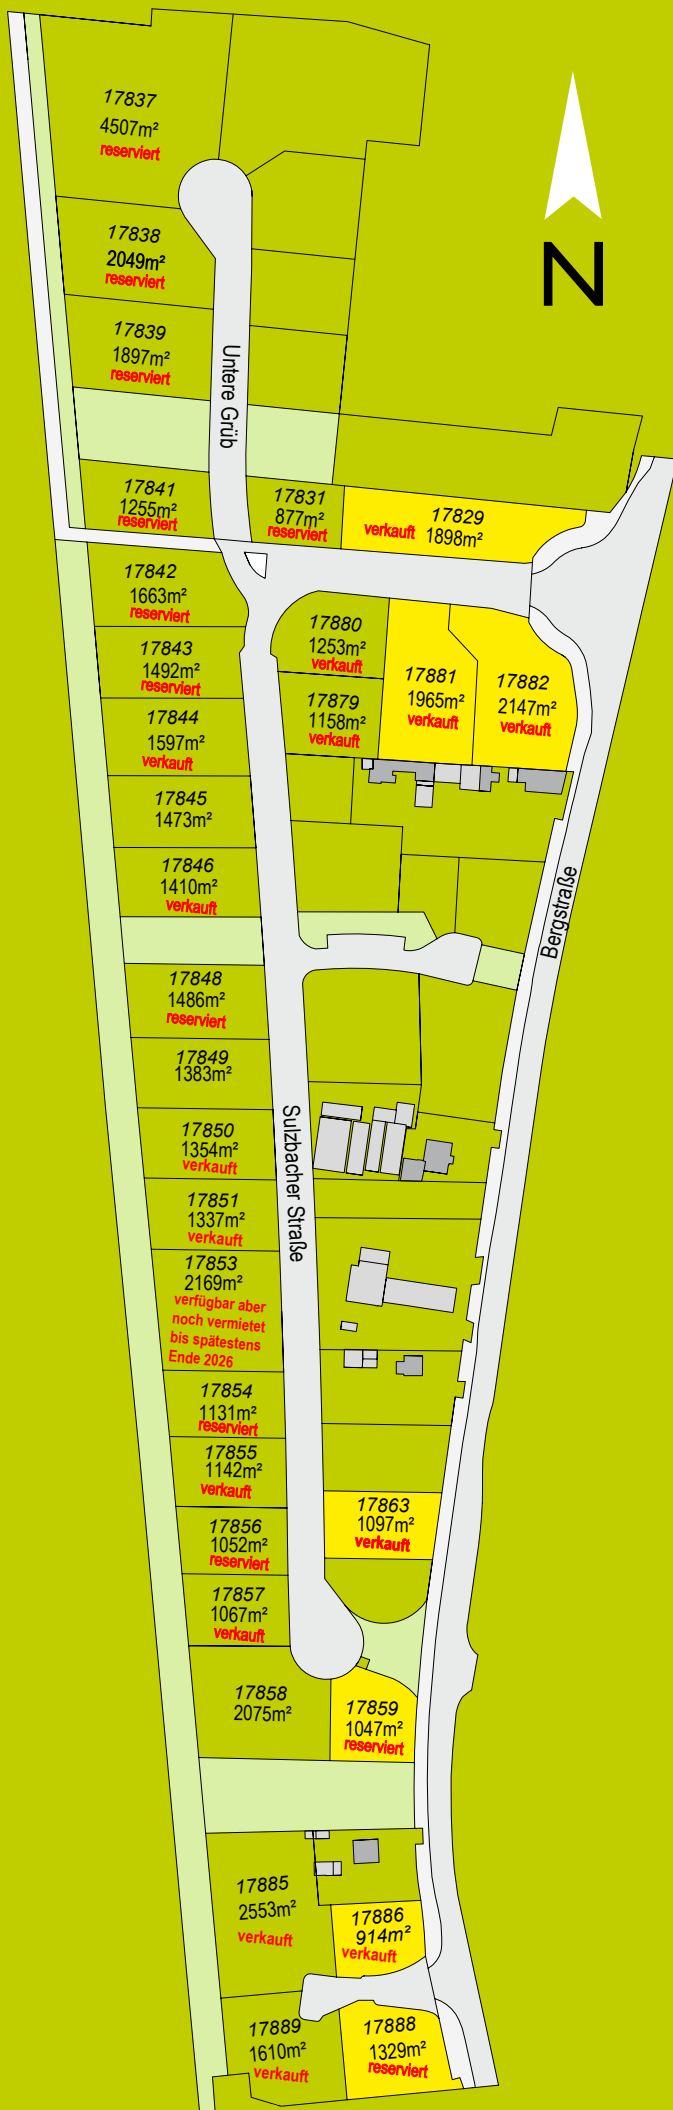 17837
4507m²
reserviert
N
17838
2049m²
reserviert
17839
1897m²
reserviert
Untere Grüb
17841
1255m²
reserviert
17831
877m²
reserviert
17829
verkauft 1898m²
17842
1663m²
reserviert
17880
1253m²
verkauft
17881
1965m²
verkauft
17882
2147m²
verkauft
17843
1492m²
reserviert
17879
1158m²
verkauft
17844
1597m²
verkauft
17845
1473m²
17846
1410m²
verkauft
Bergstraße
17848
1486m²
reserviert
17849
1383m²
Sulzbacher Straße
17850
1354m²
verkauft
17851
1337m²
verkauft
17853
2169m²
verfügbar aber
noch vermietet
bis spätestens
Ende 2026
17854
1131m²
reserviert
17855
1142m²
verkauft
17863
1097m²
verkauft
17856
1052m²
reserviert
17857
1067m²
verkauft
17858
2075m²
17859
1047m²
reserviert
17885
2553m²
verkauft
17886
914m²
verkauft
17889
1610m²
verkauft
17888
1329m²
reserviert